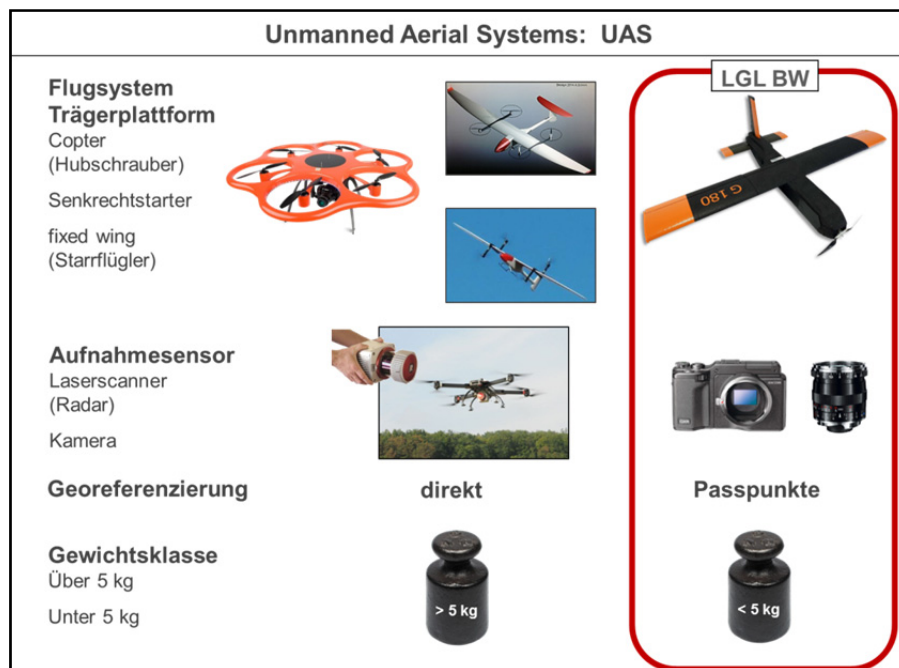 Unmanned Aerial Systems: UAS
LGL BW
Flugsystem
Trägerplattform
Copter
(Hubschrauber)
Senkrechtstarter
fixed wing
(Starrflügler)
G 180
Aufnahmesensor
Laserscanner
(Radar)
Kamera
Georeferenzierung
direkt
Passpunkte
Gewichtsklasse
Über 5 kg
Unter 5 kg
> 5 kg
< 5 kg